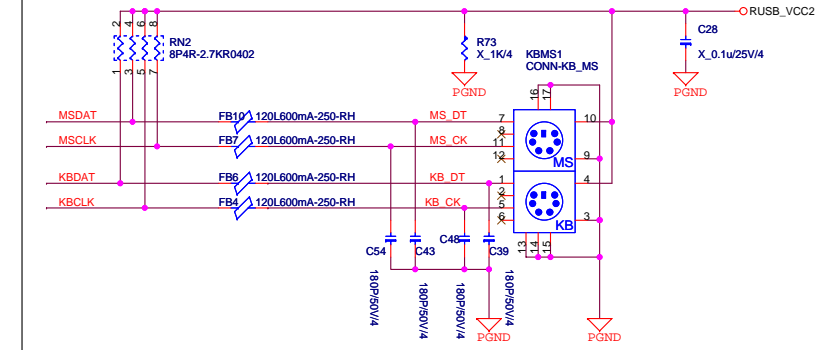 RUSB_VCC2
2 4 6 8
RN2
8P4R-2.7KR0402
1 3 5 7
R73
X_1K/4
PGND
KBMS1
CONN-KB_MS
C28
X_0.1u/25V/4
PGND
16 17
MSDAT
FB10
120L600mA-250-RH
MS_DT
7
10
8
MSCLK
FB7
120L600mA-250-RH
MS_CK
11
12
MS
9
KBDAT
FB6
120L600mA-250-RH
KB_DT
1
4
2
KBCLK
FB4
120L600mA-250-RH
KB_CK
5
6
KB
3
13 14 15
C54
C43
C48
C39
180P/50V/4
180P/50V/4
180P/50V/4
180P/50V/4
PGND
PGND